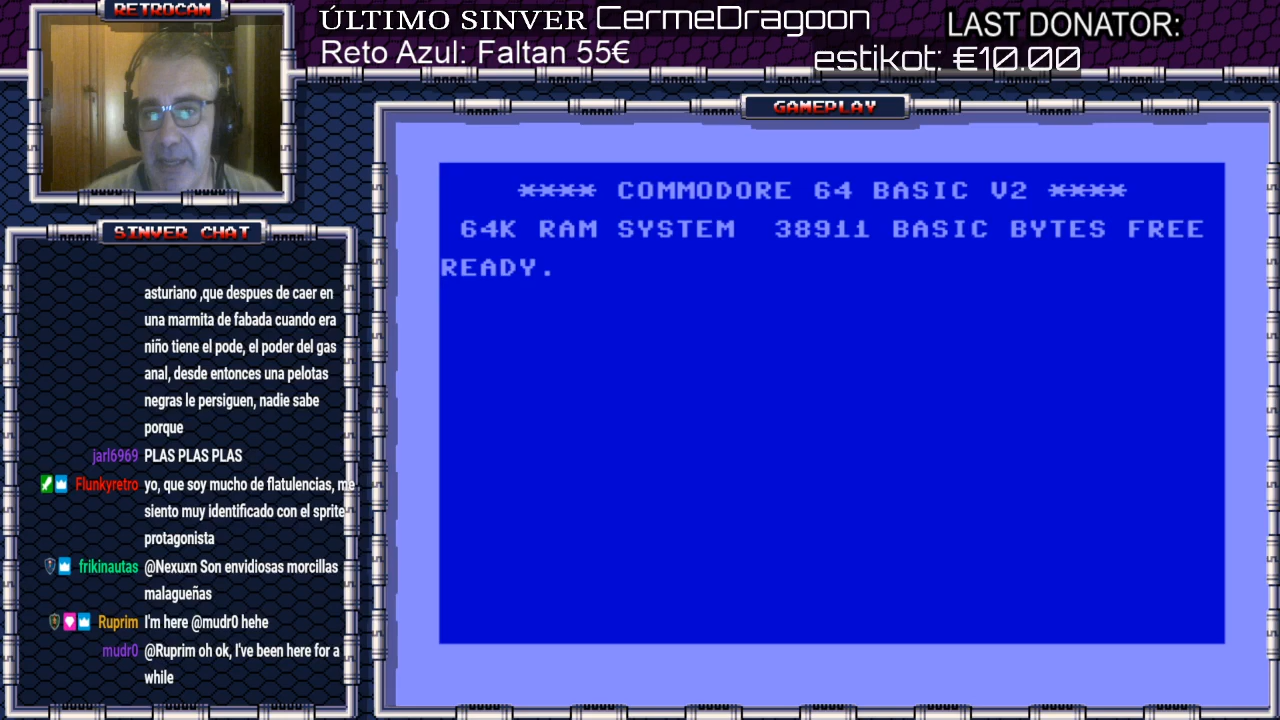 RETROCAM
ÚLTIMO SINVER CermeDragoon
Reto Azul: Faltan 55€
LAST DONATOR:
estikot: €10.00
GAMEPLAY
**** COMMODORE 64 BASIC V2 ****
64K RAM SYSTEM 38911 BASIC BYTES FREE
READY.
SINVER CHAT
asturiano ,que despues de caer en
una marmita de fabada cuando era
niño tiene el pode, el poder del gas
anal, desde entonces una pelotas
negras le persiguen, nadie sabe
porque
jarl6969 PLAS PLAS PLAS
Flunkyretro yo, que soy mucho de flatulencias, me
siento muy identificado con el sprite
protagonista
frikinautas @Nexuxn Son envidiosas morcillas
malagueñas
Ruprim I'm here @mudr0 hehe
mudr0 @Ruprim oh ok, I've been here for a
while